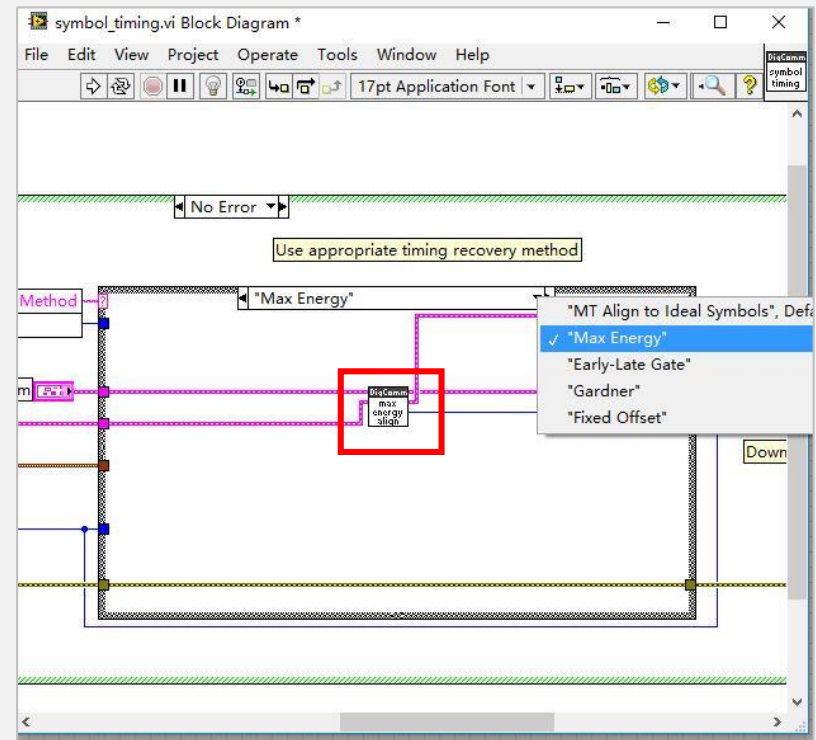 symbol_timing.vi Block Diagram *
File Edit View Project Operate Tools Window Help
17pt Application Font
DigComm
symbol
timing
No Error
Use appropriate timing recovery method
Method
"Max Energy"
"MT Align to Ideal Symbols", Defa
"Max Energy"
"Early-Late Gate"
"Gardner"
"Fixed Offset"
m
DigComm
max
energy
align
Down